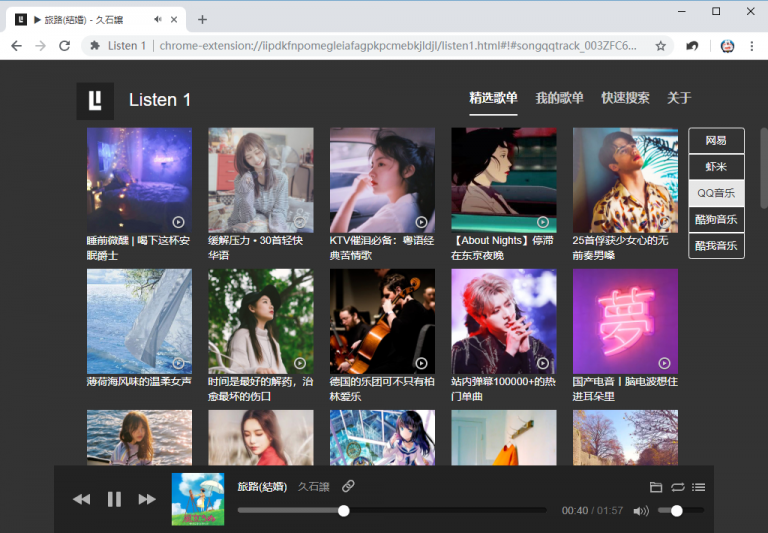 ▶ 旅路(結婚) - 久石譲
Listen 1 | chrome-extension://iipdkfnpomegleiafagpkpcmebkjldjl/listen1.html#!#songqqtrack_003ZFC6...
Listen 1
精选歌单 我的歌单 快速搜索 关于
网易
虾米
QQ音乐
酷狗音乐
酷我音乐
睡前微醺 | 喝下这杯安
眠爵士
缓解压力 • 30首轻快
华语
KTV催泪必备：粤语经
典苦情歌
【About Nights】停滞
在东京夜晚
25首俘获少女心的无
前奏男嗓
夢
薄荷海风味的温柔女声
时间是最好的解药，治
愈最坏的伤口
德国的乐团可不只有柏
林爱乐
站内弹幕100000+的热
门单曲
国产电音丨脑电波想住
进耳朵里
旅路(結婚) 久石譲
00:40 / 01:57